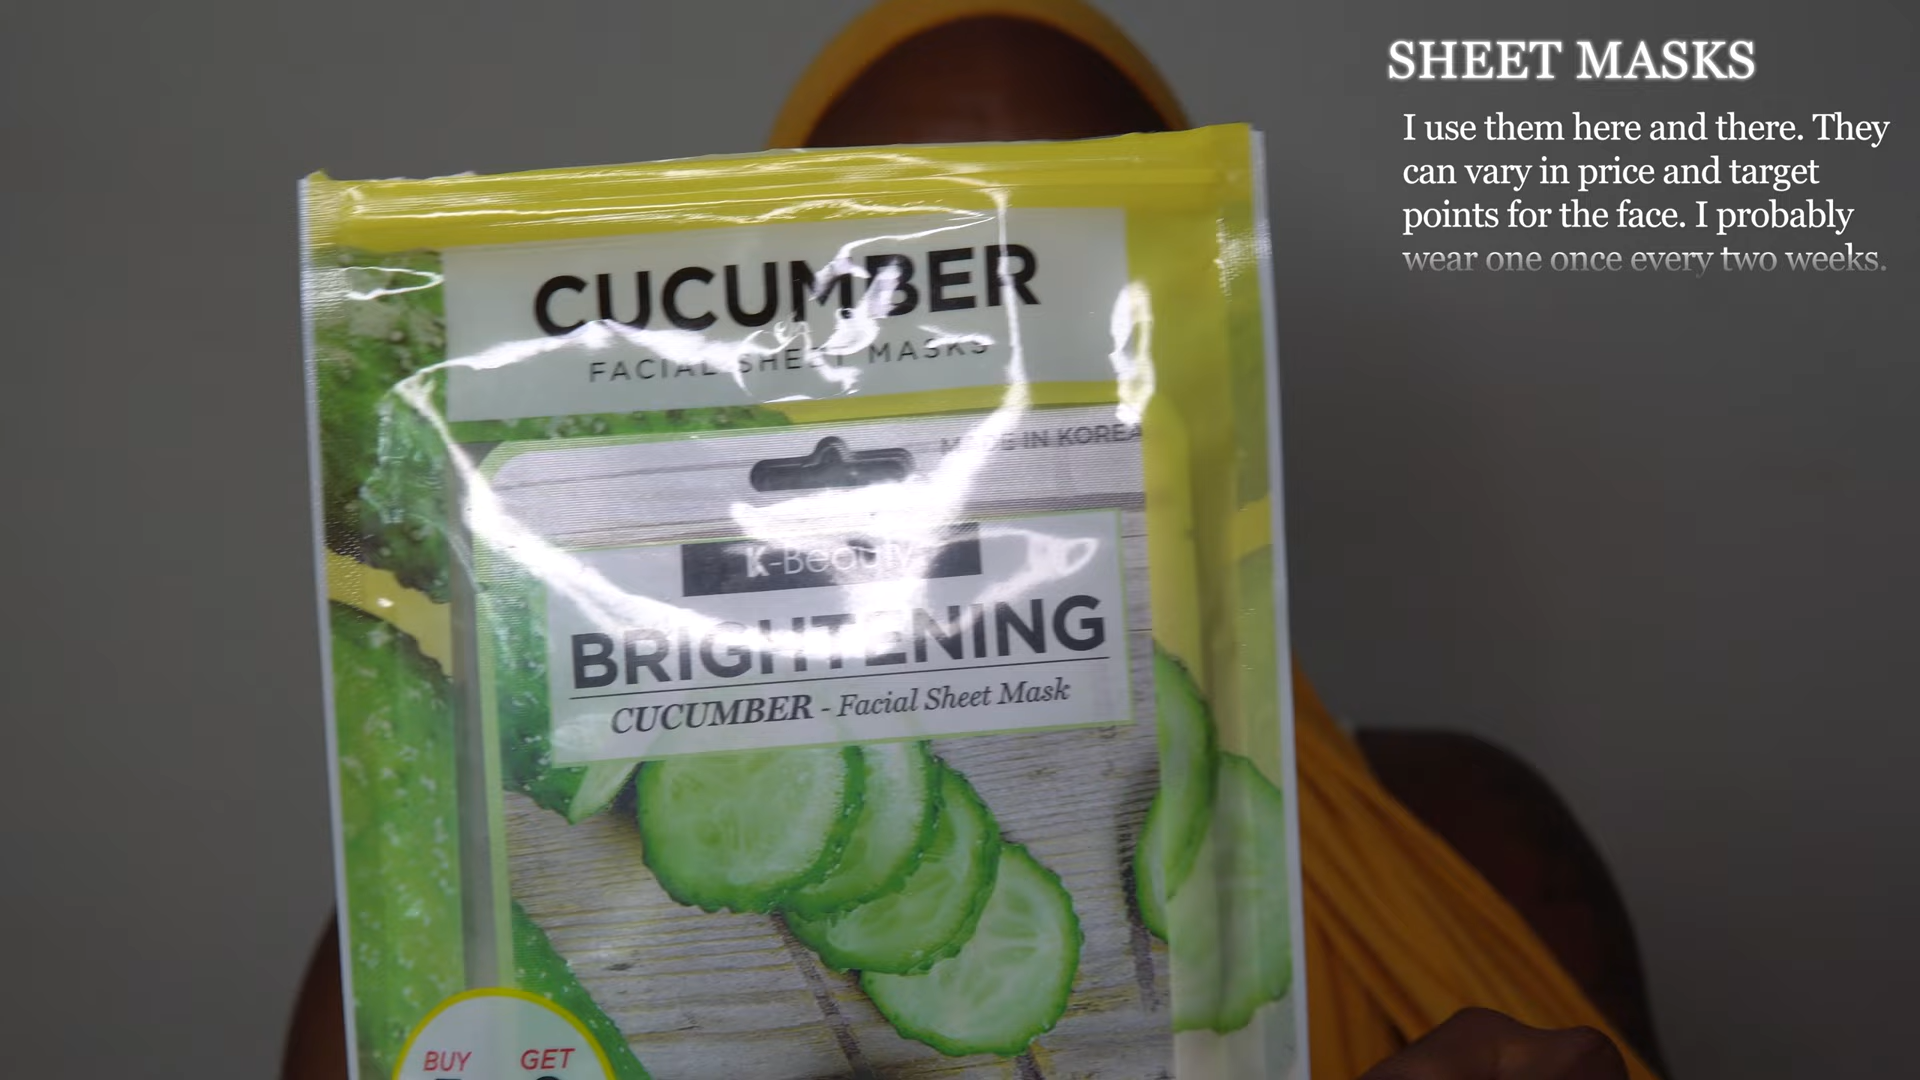 SHEET MASKS
I use them here and there. They
can vary in price and target
points for the face. I probably
wear one once every two weeks.
CUCUMBER
FACIAL SHEET MASKS
MADE IN KOREA
K-Beauty
BRIGHTENING
CUCUMBER - Facial Sheet Mask
BUY GET